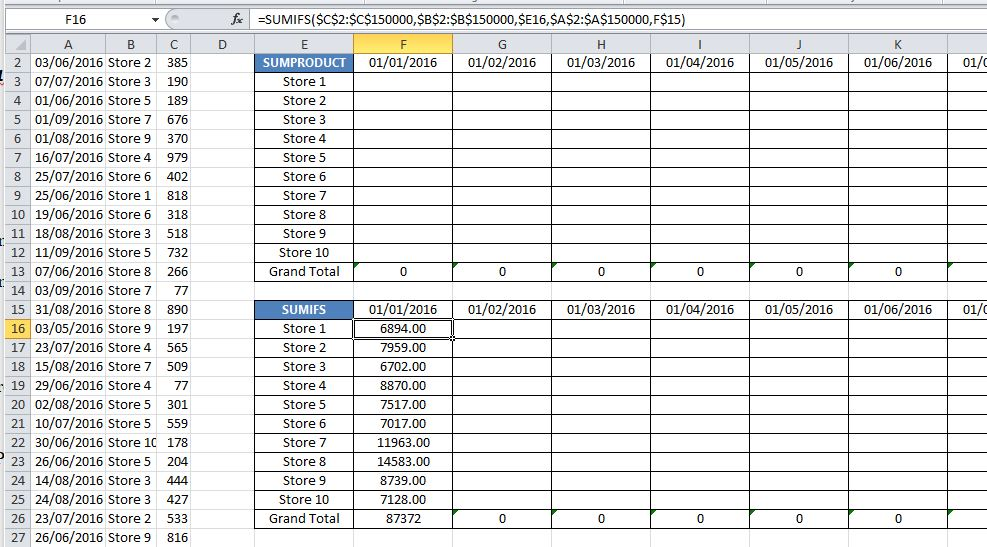 F16 fx =SUMIFS($C$2:$C$150000,$B$2:$B$150000,$E16,$A$2:$A$150000,F$15)
A B C D E F G H I J K
2 03/06/2016 Store 2 385 SUMPRODUCT 01/01/2016 01/02/2016 01/03/2016 01/04/2016 01/05/2016 01/06/2016 01/0
3 07/07/2016 Store 3 190 Store 1
4 01/06/2016 Store 5 189 Store 2
5 01/09/2016 Store 7 676 Store 3
6 01/08/2016 Store 9 370 Store 4
7 16/07/2016 Store 4 979 Store 5
8 25/07/2016 Store 6 402 Store 6
9 25/06/2016 Store 1 818 Store 7
10 19/06/2016 Store 6 318 Store 8
11 18/08/2016 Store 3 518 Store 9
12 11/09/2016 Store 5 732 Store 10
13 07/06/2016 Store 8 266 Grand Total 0 0 0 0 0 0
14 03/09/2016 Store 7 77
15 31/08/2016 Store 8 890 SUMIFS 01/01/2016 01/02/2016 01/03/2016 01/04/2016 01/05/2016 01/06/2016 01/0
16 03/05/2016 Store 9 197 Store 1 6894.00
17 23/07/2016 Store 4 565 Store 2 7959.00
18 15/08/2016 Store 7 509 Store 3 6702.00
19 29/06/2016 Store 4 77 Store 4 8870.00
20 02/08/2016 Store 5 301 Store 5 7517.00
21 10/07/2016 Store 5 559 Store 6 7017.00
22 30/06/2016 Store 10 178 Store 7 11963.00
23 26/06/2016 Store 5 204 Store 8 14583.00
24 14/08/2016 Store 3 444 Store 9 8739.00
25 24/08/2016 Store 3 427 Store 10 7128.00
26 23/07/2016 Store 2 533 Grand Total 87372 0 0 0 0 0
27 26/06/2016 Store 9 816